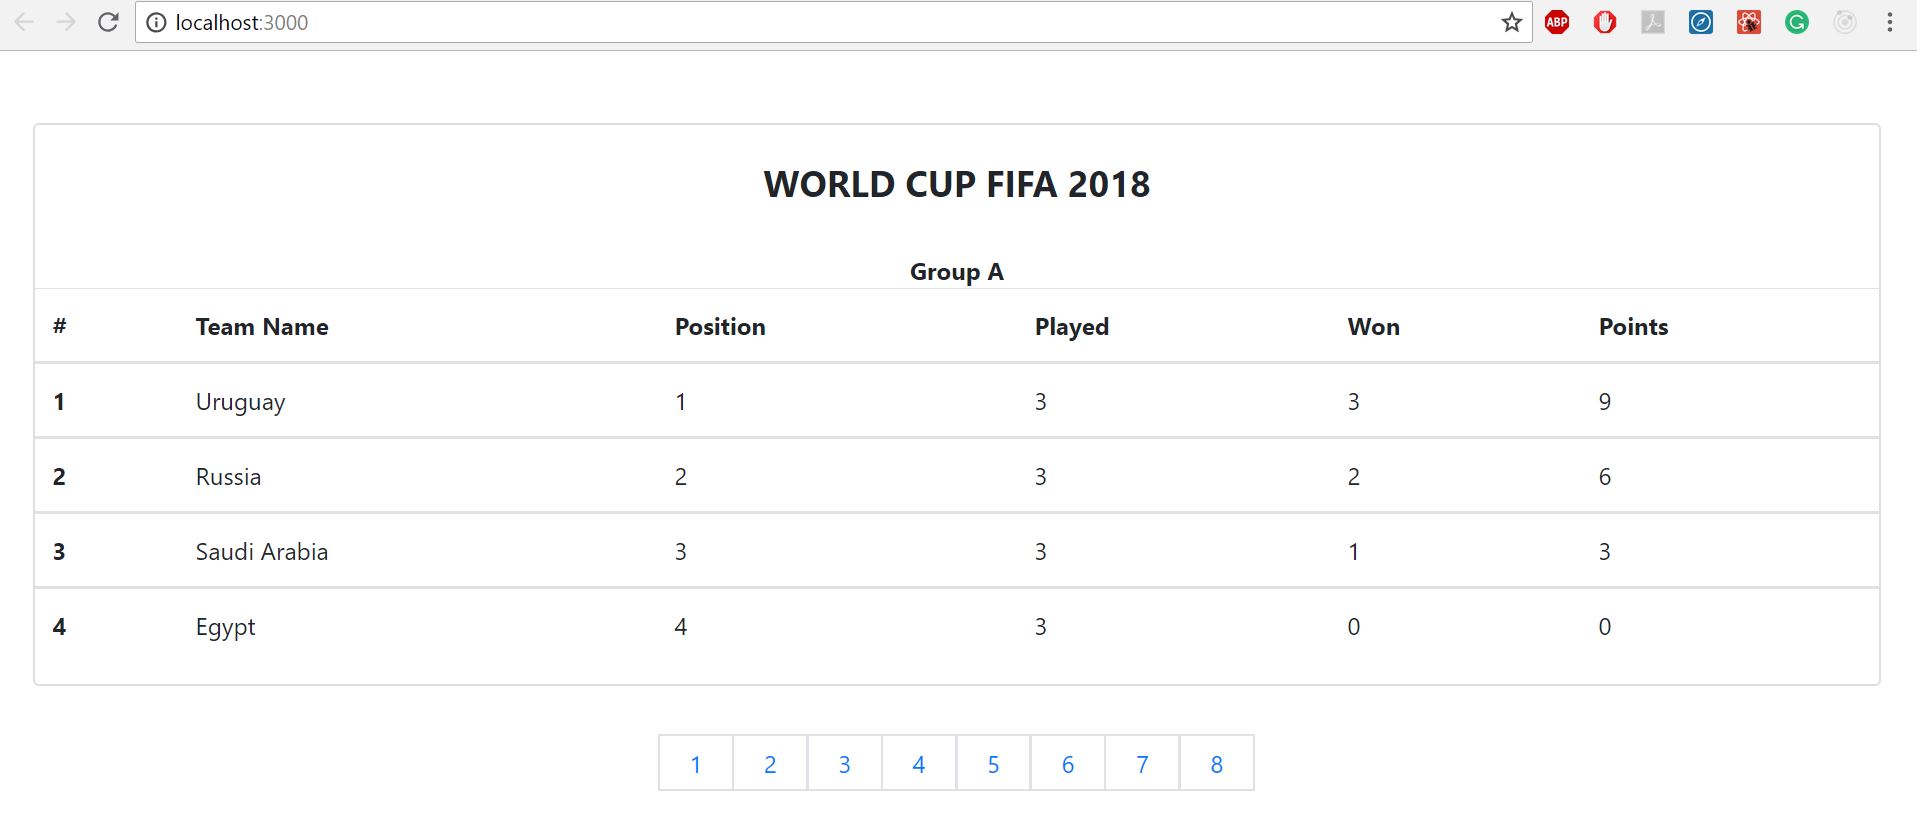 localhost:3000
ABP
WORLD CUP FIFA 2018
Group A
# Team Name Position Played Won Points
1 Uruguay 1 3 3 9
2 Russia 2 3 2 6
3 Saudi Arabia 3 3 1 3
4 Egypt 4 3 0 0
1 2 3 4 5 6 7 8